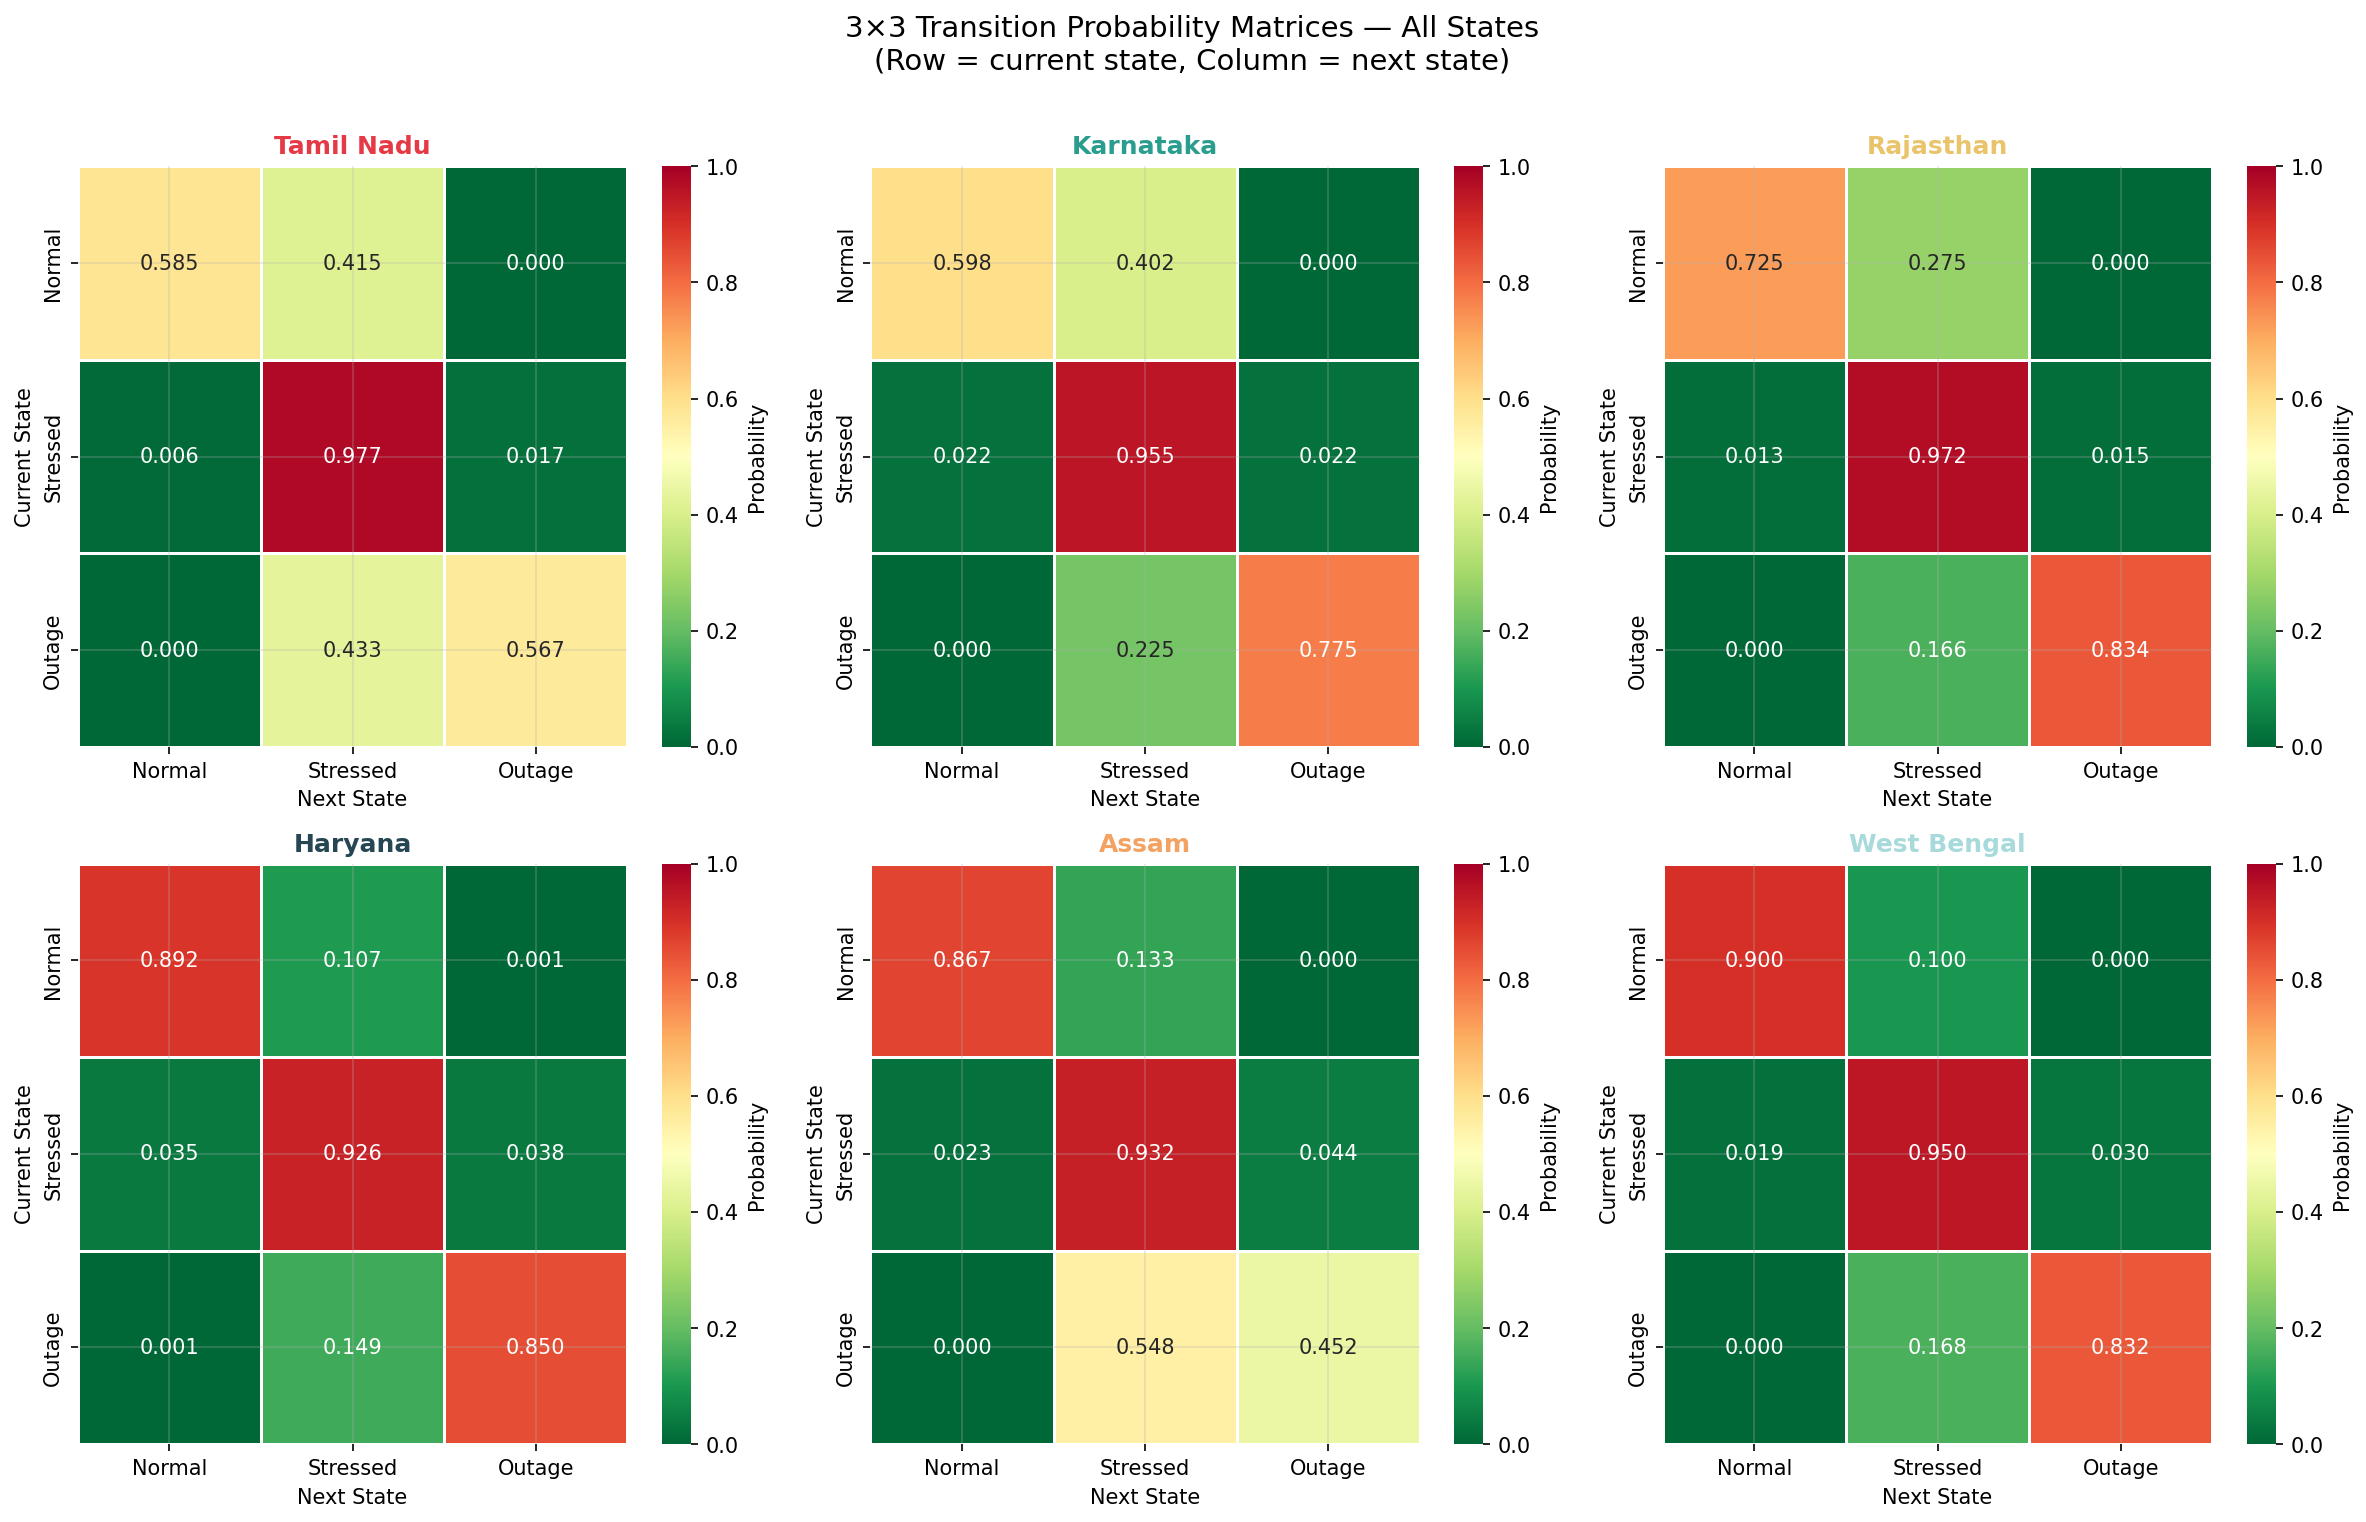 3×3 Transition Probability Matrices — All States
(Row = current state, Column = next state)
Tamil Nadu
Current State
Normal
Stressed
Outage
0.585 0.415 0.000
0.006 0.977 0.017
0.000 0.433 0.567
Normal Stressed Outage
Next State
1.0
0.8
0.6
0.4
0.2
0.0
Probability
Karnataka
Current State
Normal
Stressed
Outage
0.598 0.402 0.000
0.022 0.955 0.022
0.000 0.225 0.775
Normal Stressed Outage
Next State
1.0
0.8
0.6
0.4
0.2
0.0
Probability
Rajasthan
Current State
Normal
Stressed
Outage
0.725 0.275 0.000
0.013 0.972 0.015
0.000 0.166 0.834
Normal Stressed Outage
Next State
1.0
0.8
0.6
0.4
0.2
0.0
Probability
Haryana
Current State
Normal
Stressed
Outage
0.892 0.107 0.001
0.035 0.926 0.038
0.001 0.149 0.850
Normal Stressed Outage
Next State
1.0
0.8
0.6
0.4
0.2
0.0
Probability
Assam
Current State
Normal
Stressed
Outage
0.867 0.133 0.000
0.023 0.932 0.044
0.000 0.548 0.452
Normal Stressed Outage
Next State
1.0
0.8
0.6
0.4
0.2
0.0
Probability
West Bengal
Current State
Normal
Stressed
Outage
0.900 0.100 0.000
0.019 0.950 0.030
0.000 0.168 0.832
Normal Stressed Outage
Next State
1.0
0.8
0.6
0.4
0.2
0.0
Probability